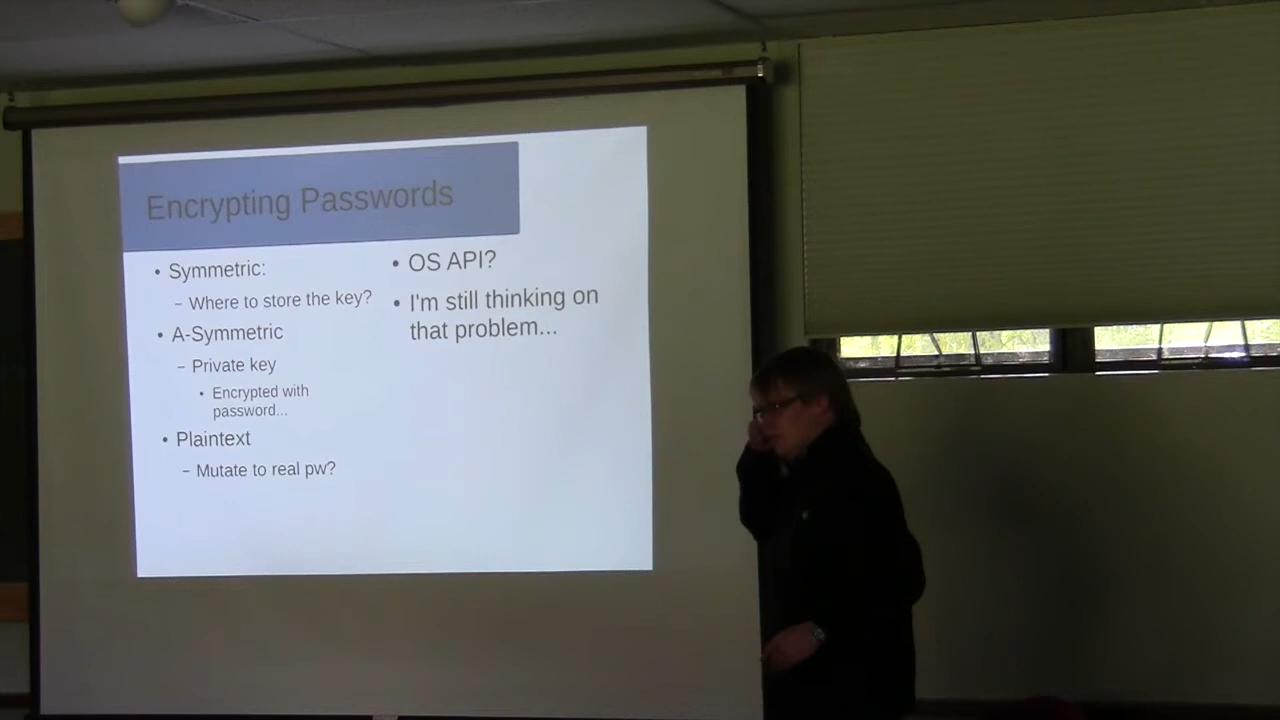 Encrypting Passwords
• Symmetric:
– Where to store the key?
• A-Symmetric
– Private key
• Encrypted with
password...
• Plaintext
– Mutate to real pw?
• OS API?
• I'm still thinking on
that problem...